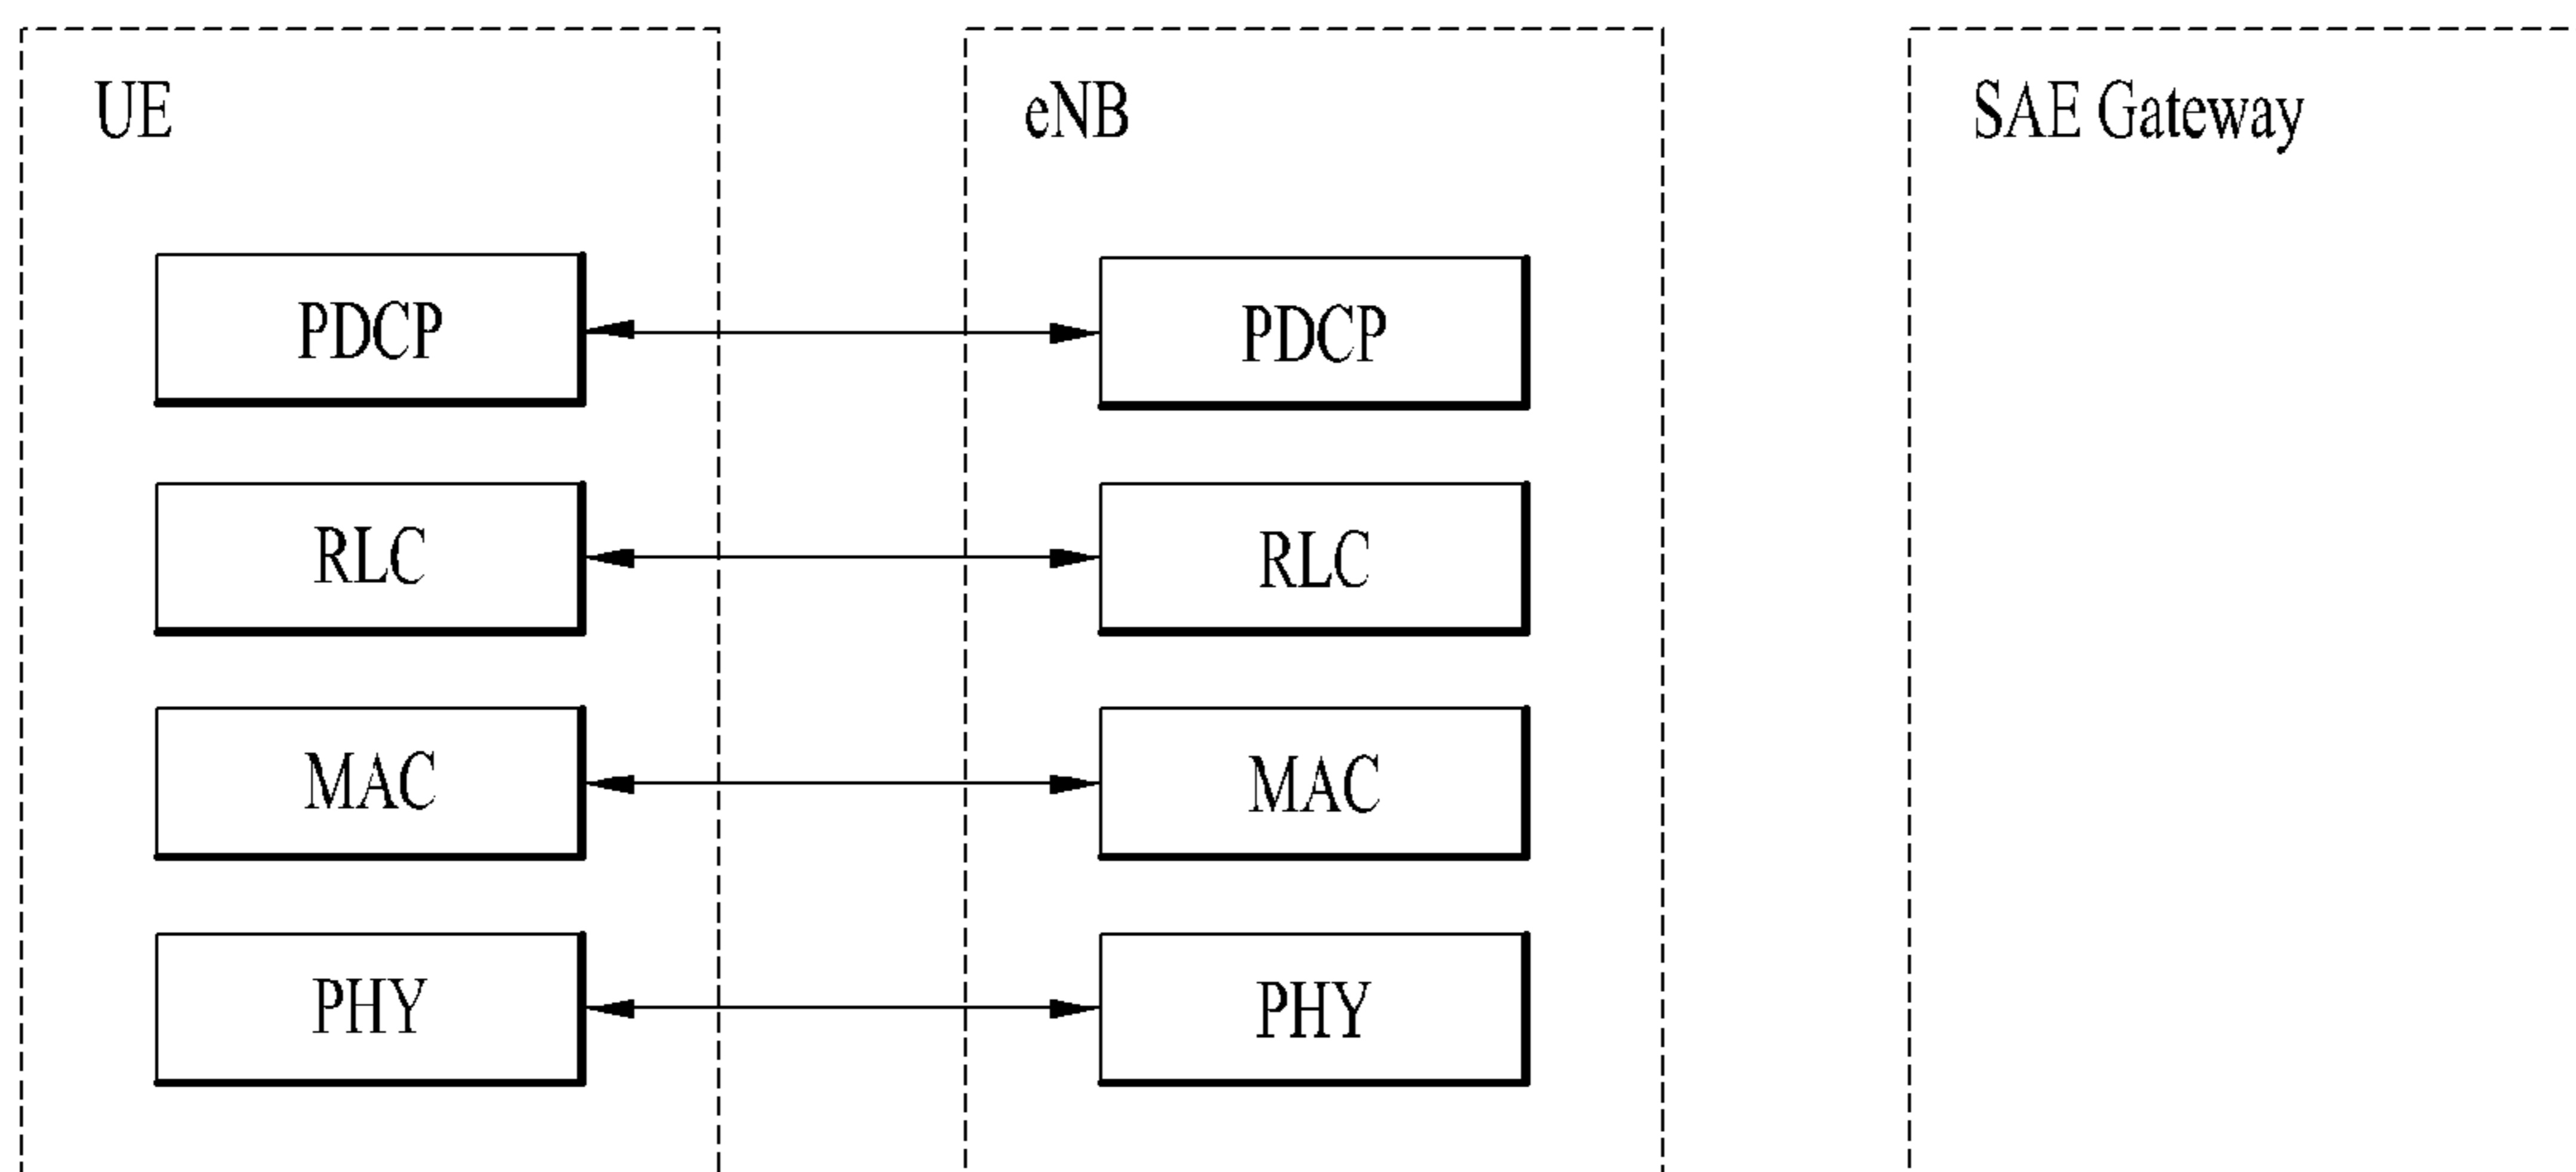 UE
eNB
SAE Gateway
PDCP
PDCP
RLC
RLC
MAC
MAC
PHY
PHY